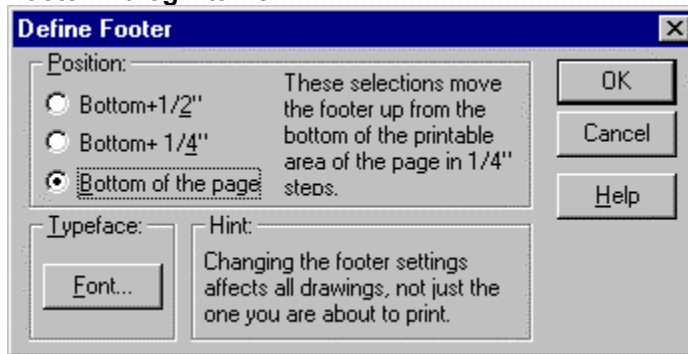 Define Footer
Position:
Bottom+1/2"
Bottom+ 1/4"
Bottom of the page
These selections move
the footer up from the
bottom of the printable
area of the page in 1/4"
steps.
OK
Cancel
Help
Typeface:
Font...
Hint:
Changing the footer settings
affects all drawings, not just the
one you are about to print.